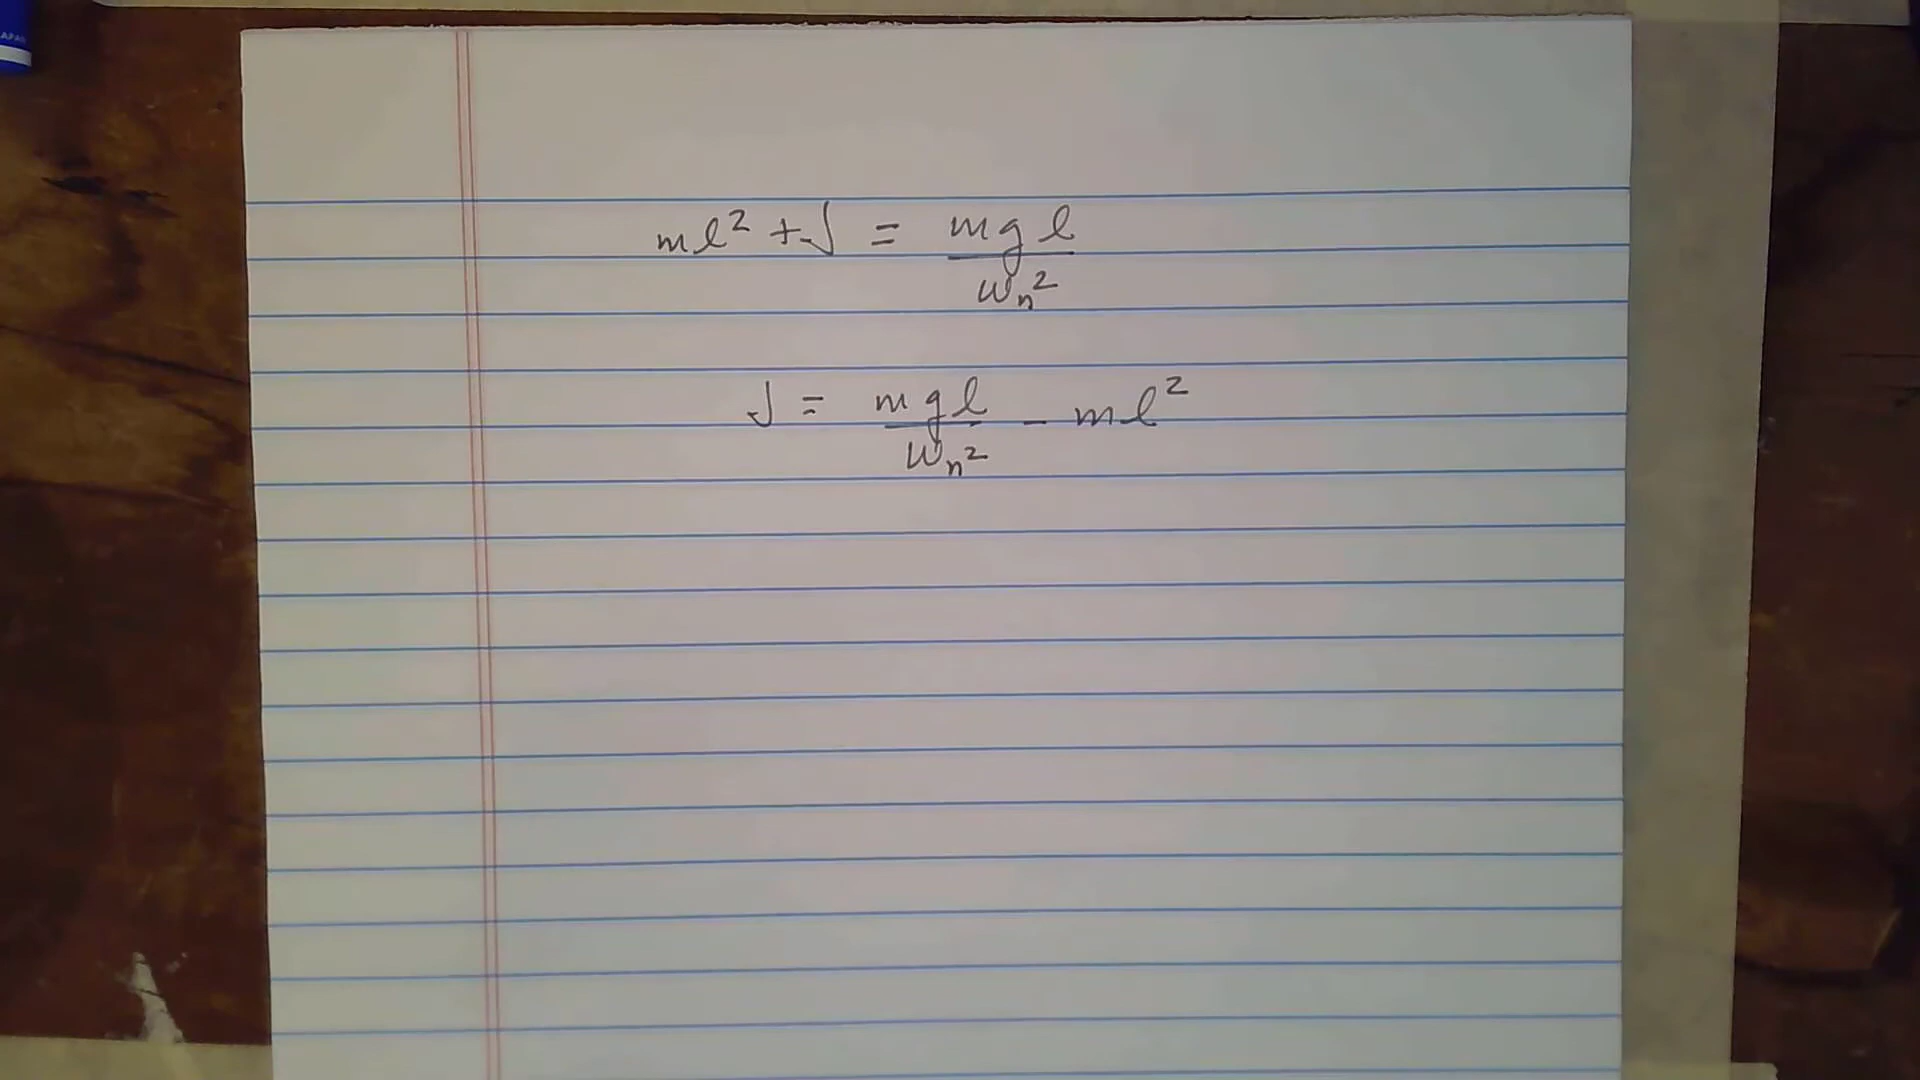 ml² + J = mgl / ωn²
J = mgl / ωn² - ml²